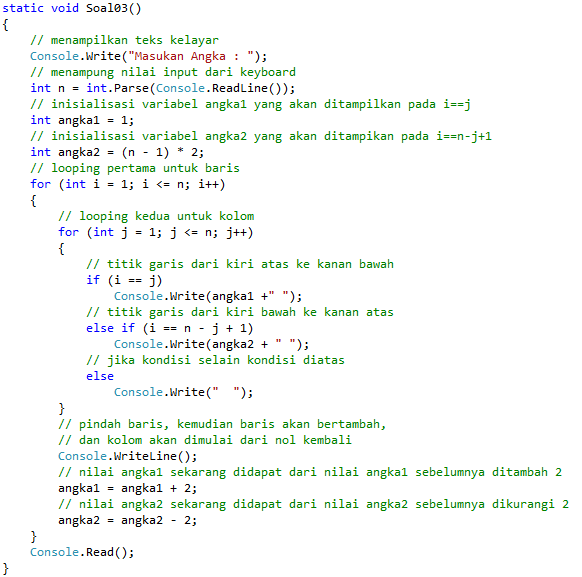 static void Soal03()
{
    // menampilkan teks kelayar
    Console.Write("Masukan Angka : ");
    // menampung nilai input dari keyboard
    int n = int.Parse(Console.ReadLine());
    // inisialisasi variabel angka1 yang akan ditampilkan pada i==j
    int angka1 = 1;
    // inisialisasi variabel angka2 yang akan ditampikan pada i==n-j+1
    int angka2 = (n - 1) * 2;
    // looping pertama untuk baris
    for (int i = 1; i <= n; i++)
    {
        // looping kedua untuk kolom
        for (int j = 1; j <= n; j++)
        {
            // titik garis dari kiri atas ke kanan bawah
            if (i == j)
                Console.Write(angka1 +" ");
            // titik garis dari kiri bawah ke kanan atas
            else if (i == n - j + 1)
                Console.Write(angka2 + " ");
            // jika kondisi selain kondisi diatas
            else
                Console.Write("  ");
        }
        // pindah baris, kemudian baris akan bertambah,
        // dan kolom akan dimulai dari nol kembali
        Console.WriteLine();
        // nilai angka1 sekarang didapat dari nilai angka1 sebelumnya ditambah 2
        angka1 = angka1 + 2;
        // nilai angka2 sekarang didapat dari nilai angka2 sebelumnya dikurangi 2
        angka2 = angka2 - 2;
    }
    Console.Read();
}